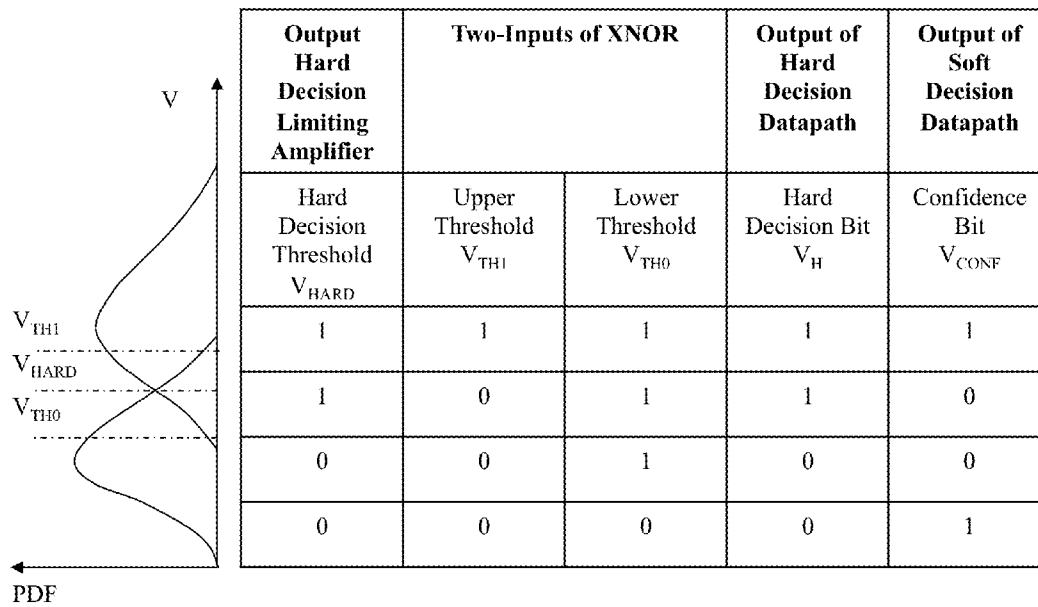 V
V_TH1
V_HARD
V_TH0
PDF
Output
Hard
Decision
Limiting
Amplifier
Two-Inputs of XNOR
Output of
Hard
Decision
Datapath
Output of
Soft
Decision
Datapath
Hard
Decision
Threshold
V_HARD
Upper
Threshold
V_TH1
Lower
Threshold
V_TH0
Hard
Decision Bit
V_H
Confidence
Bit
V_CONF
1 1 1 1 1
1 0 1 1 0
0 0 1 0 0
0 0 0 0 1